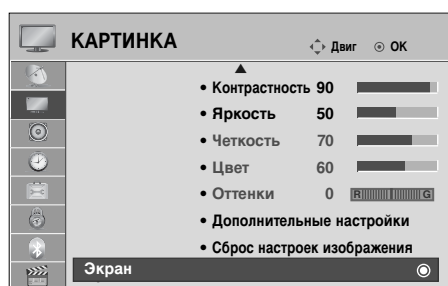 КАРТИНКА Двиг OK
• Контрастность 90
• Яркость 50
• Четкость 70
• Цвет 60
• Оттенки 0 R G
• Дополнительные настройки
• Сброс настроек изображения
Экран